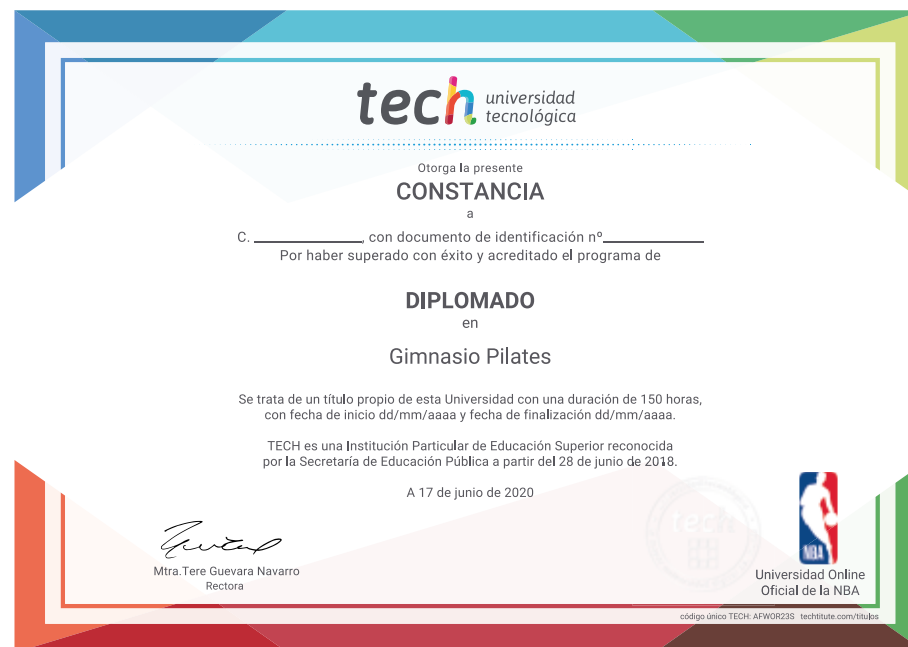 tech universidad
tecnológica
Otorga la presente
CONSTANCIA
a
C. ____________, con documento de identificación nº____________
Por haber superado con éxito y acreditado el programa de
DIPLOMADO
en
Gimnasio Pilates
Se trata de un título propio de esta Universidad con una duración de 150 horas,
con fecha de inicio dd/mm/aaaa y fecha de finalización dd/mm/aaaa.
TECH es una Institución Particular de Educación Superior reconocida
por la Secretaría de Educación Pública a partir del 28 de junio de 2018.
A 17 de junio de 2020
tech
NBA
Mtra.Tere Guevara Navarro
Rectora
Universidad Online
Oficial de la NBA
código único TECH: AFWOR23S techtitute.com/titulos